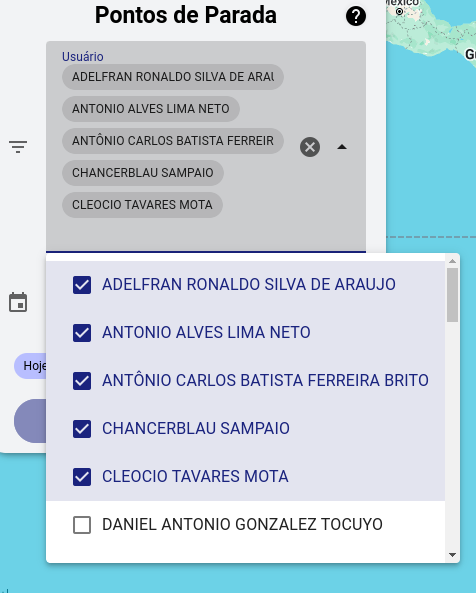 Pontos de Parada
México
Usuário
ADELFRAN RONALDO SILVA DE ARAU
ANTONIO ALVES LIMA NETO
ANTÔNIO CARLOS BATISTA FERREIR
CHANCERBLAU SAMPAIO
CLEOCIO TAVARES MOTA
ADELFRAN RONALDO SILVA DE ARAUJO
ANTONIO ALVES LIMA NETO
ANTÔNIO CARLOS BATISTA FERREIRA BRITO
Hoje
CHANCERBLAU SAMPAIO
CLEOCIO TAVARES MOTA
DANIEL ANTONIO GONZALEZ TOCUYO